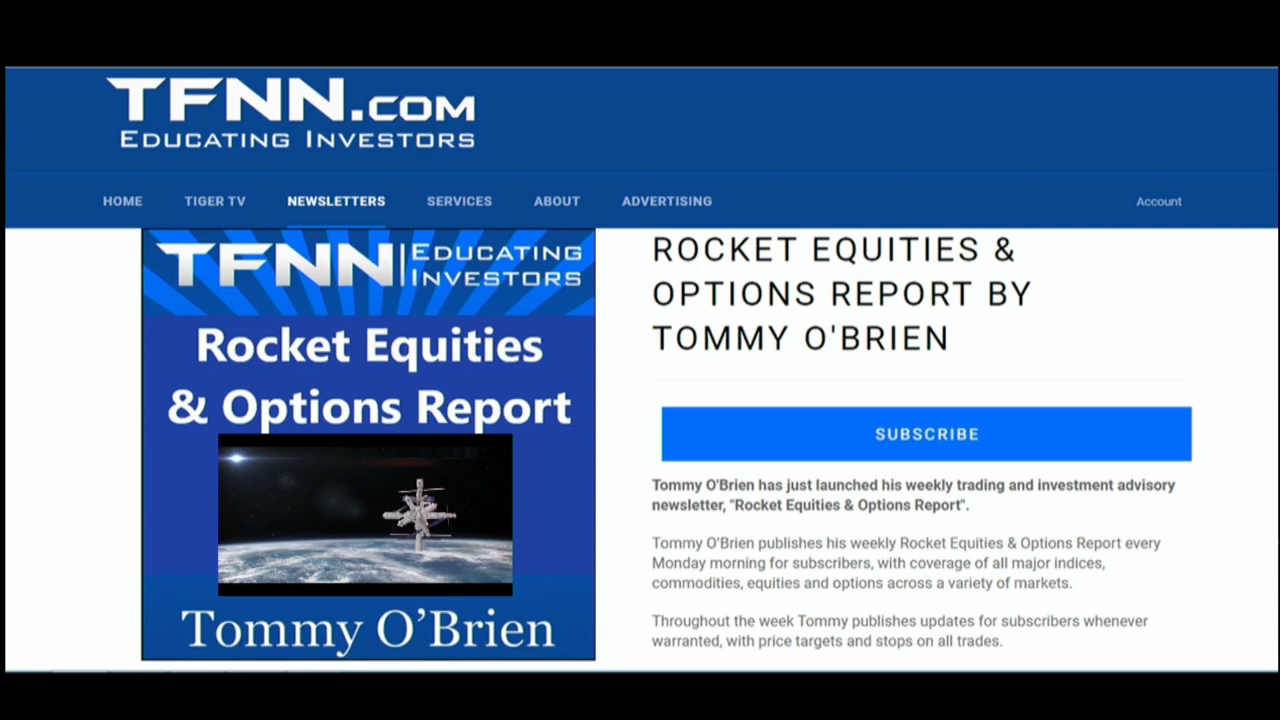 TFNN.COM
EDUCATING INVESTORS
HOME TIGER TV NEWSLETTERS SERVICES ABOUT ADVERTISING Account
TFNN | EDUCATING INVESTORS
Rocket Equities
& Options Report
Tommy O'Brien
ROCKET EQUITIES &
OPTIONS REPORT BY
TOMMY O'BRIEN
SUBSCRIBE
Tommy O'Brien has just launched his weekly trading and investment advisory
newsletter, "Rocket Equities & Options Report".
Tommy O'Brien publishes his weekly Rocket Equities & Options Report every
Monday morning for subscribers, with coverage of all major indices,
commodities, equities and options across a variety of markets.
Throughout the week Tommy publishes updates for subscribers whenever
warranted, with price targets and stops on all trades.